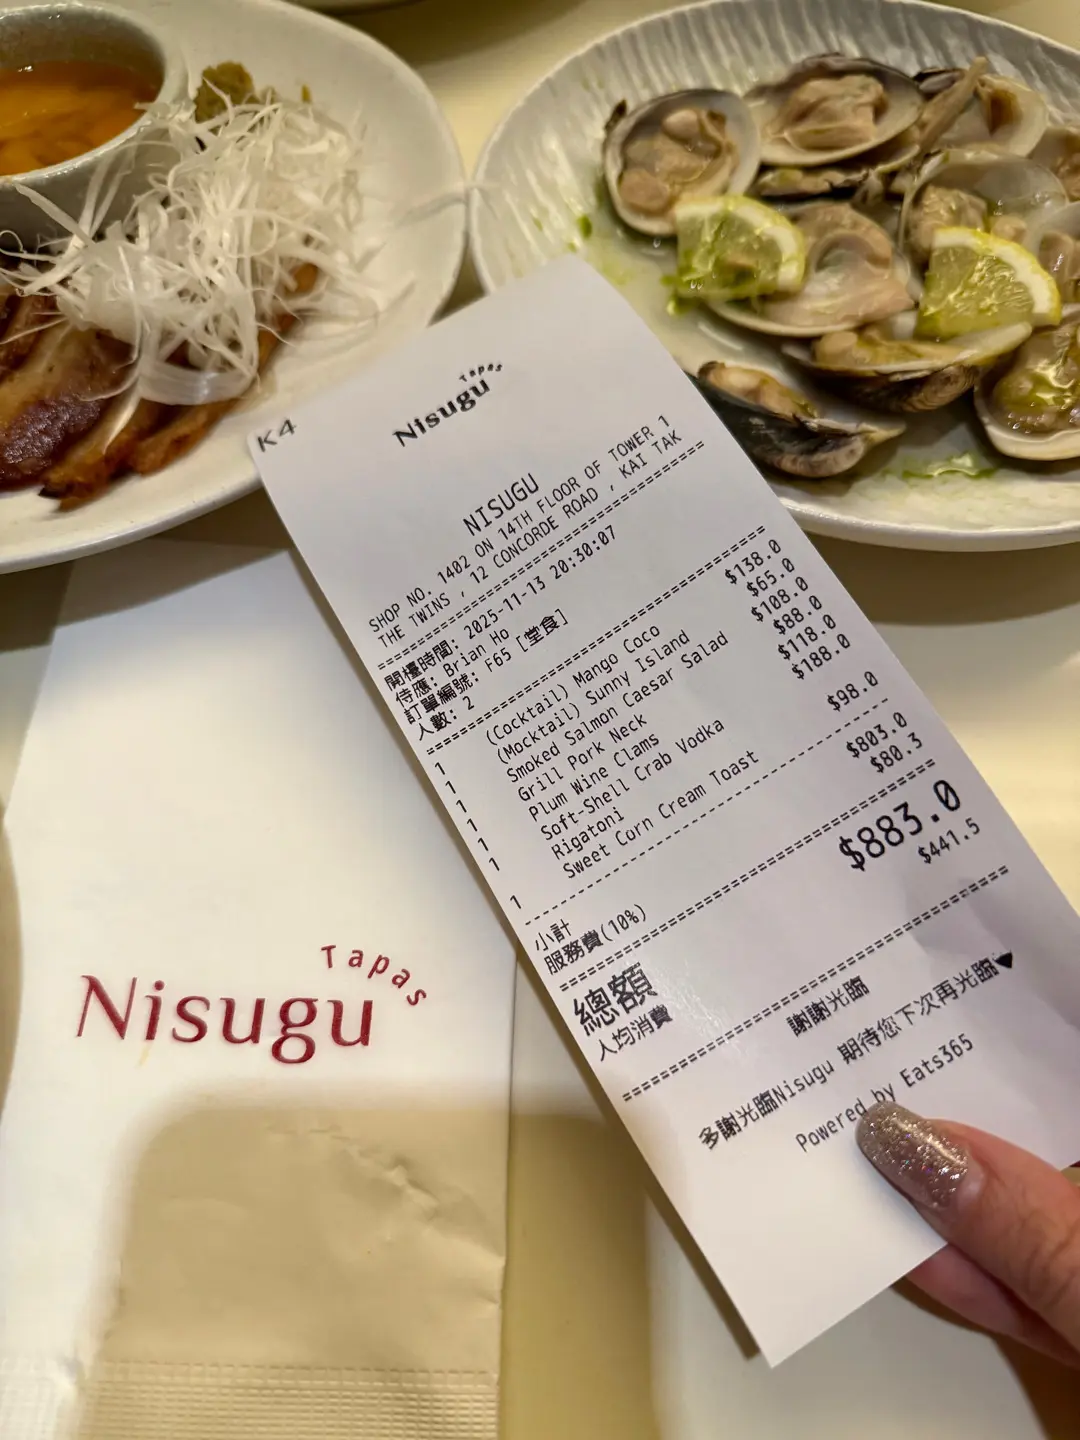 K4
Nisugu Tapas
NISUGU
SHOP NO. 1402 ON 14TH FLOOR OF TOWER 1
THE TWINS , 12 CONCORDE ROAD , KAI TAK
開檯時間: 2025-11-13 20:30:07
侍應: Brian Ho
訂單編號: F65 [堂食]
人數: 2
1 (Cocktail) Mango Coco $138.0
1 (Mocktail) Sunny Island $65.0
1 Smoked Salmon Caesar Salad $108.0
1 Grill Pork Neck $88.0
1 Plum Wine Clams $118.0
1 Soft-Shell Crab Vodka $188.0
Rigatoni
1 Sweet Corn Cream Toast $98.0
小計 $803.0
服務費(10%) $80.3
總額 $883.0
人均消費 $441.5
謝謝光臨
多謝光臨Nisugu 期待您下次再光臨♥
Powered by Eats365
Nisugu Tapas